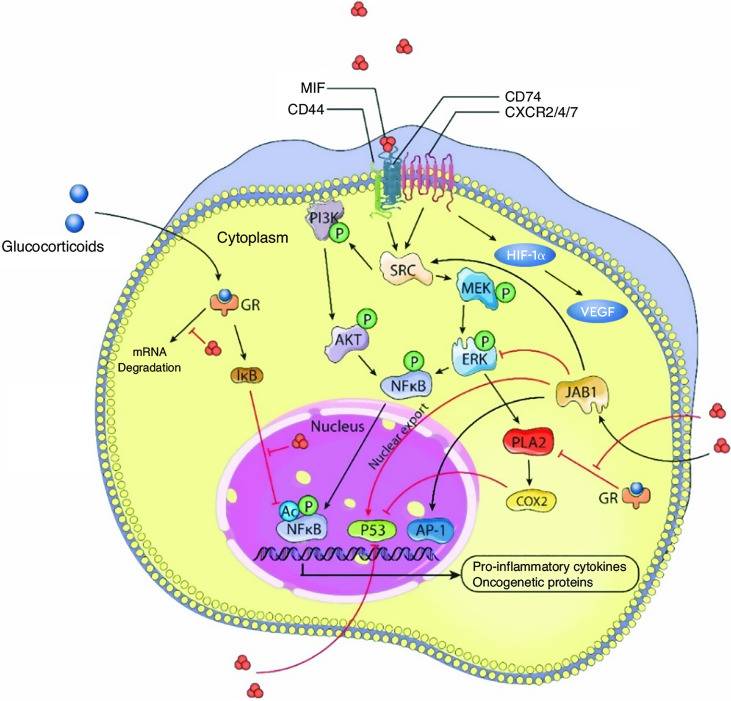 MIF
CD44
CD74
CXCR2/4/7
Glucocorticoids
Cytoplasm
PI3K
P
SRC
HIF-1α
MEK
P
VEGF
GR
mRNA
Degradation
AKT
P
P
ERK
IκB
P
NFκB
JAB1
Nucleus
Nuclear export
PLA2
GR
COX2
Ac
P
NFκB
P53
AP-1
Pro-inflammatory cytokines
Oncogenetic proteins